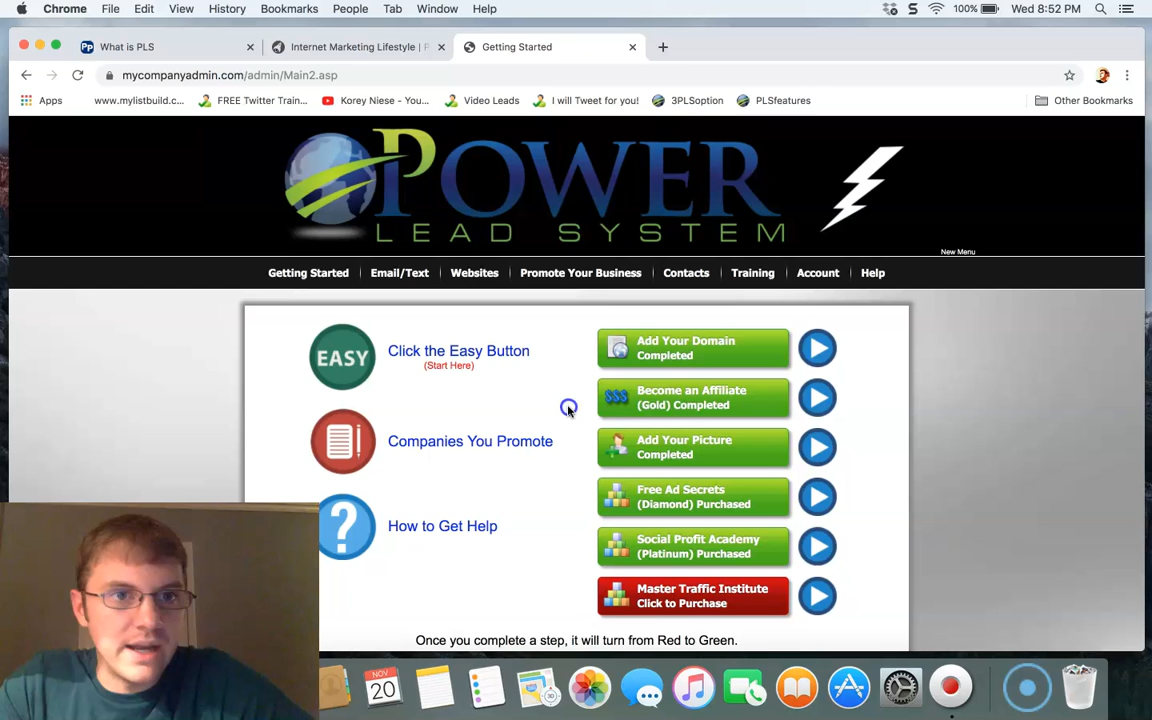 Chrome File Edit View History Bookmarks People Tab Window Help 100% Wed 8:52 PM
What is PLS Internet Marketing Lifestyle | Getting Started
mycompanyadmin.com/admin/Main2.asp
Apps www.mylistbuild.c... FREE Twitter Train... Korey Niese - You... Video Leads I will Tweet for you! 3PLSoption PLSfeatures Other Bookmarks
POWER
LEAD SYSTEM
New Menu
Getting Started Email/Text Websites Promote Your Business Contacts Training Account Help
EASY
Click the Easy Button
(Start Here)
Companies You Promote
?
How to Get Help
Add Your Domain
Completed
$$$
Become an Affiliate
(Gold) Completed
Add Your Picture
Completed
Free Ad Secrets
(Diamond) Purchased
Social Profit Academy
(Platinum) Purchased
Master Traffic Institute
Click to Purchase
Once you complete a step, it will turn from Red to Green.
NOV
20